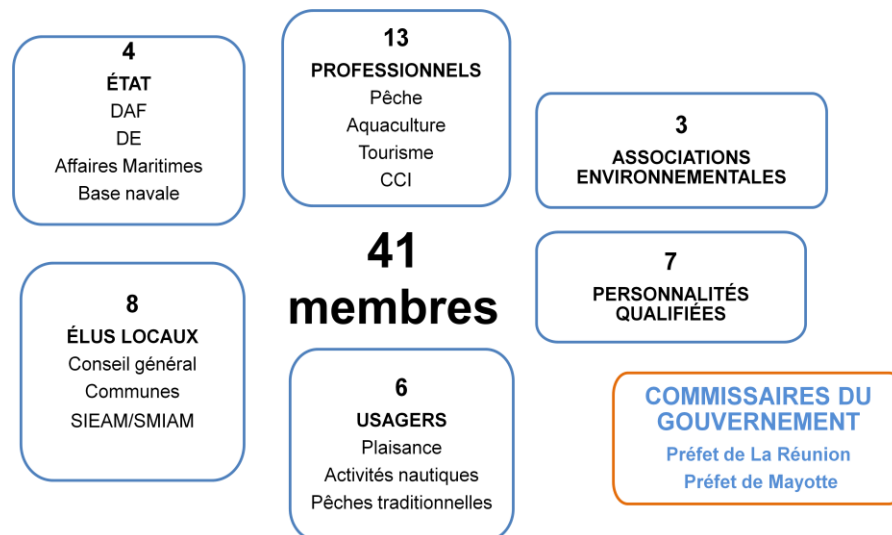 4
ÉTAT
DAF
DE
Affaires Maritimes
Base navale
13
PROFESSIONNELS
Pêche
Aquaculture
Tourisme
CCI
3
ASSOCIATIONS
ENVIRONNEMENTALES
41
membres
8
ÉLUS LOCAUX
Conseil général
Communes
SIEAM/SMIAM
7
PERSONNALITÉS
QUALIFIÉES
6
USAGERS
Plaisance
Activités nautiques
Pêches traditionnelles
COMMISSAIRES DU
GOUVERNEMENT
Préfet de La Réunion
Préfet de Mayotte